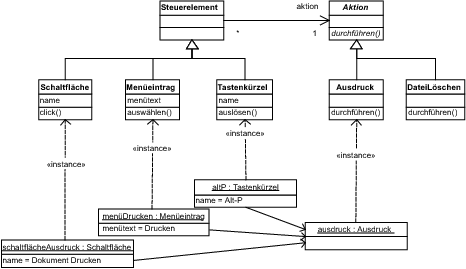 Steuerelement
aktion
Aktion
*
1
durchführen()
Schaltfläche
name
click()
Menüeintrag
menütext
auswählen()
Tastenkürzel
name
auslösen()
Ausdruck
durchführen()
DateiLöschen
durchführen()
«instance»
«instance»
«instance»
«instance»
altP : Tastenkürzel
name = Alt-P
menüDrucken : Menüeintrag
menütext = Drucken
ausdruck : Ausdruck
schaltflächeAusdruck : Schaltfläche
name = Dokument Drucken